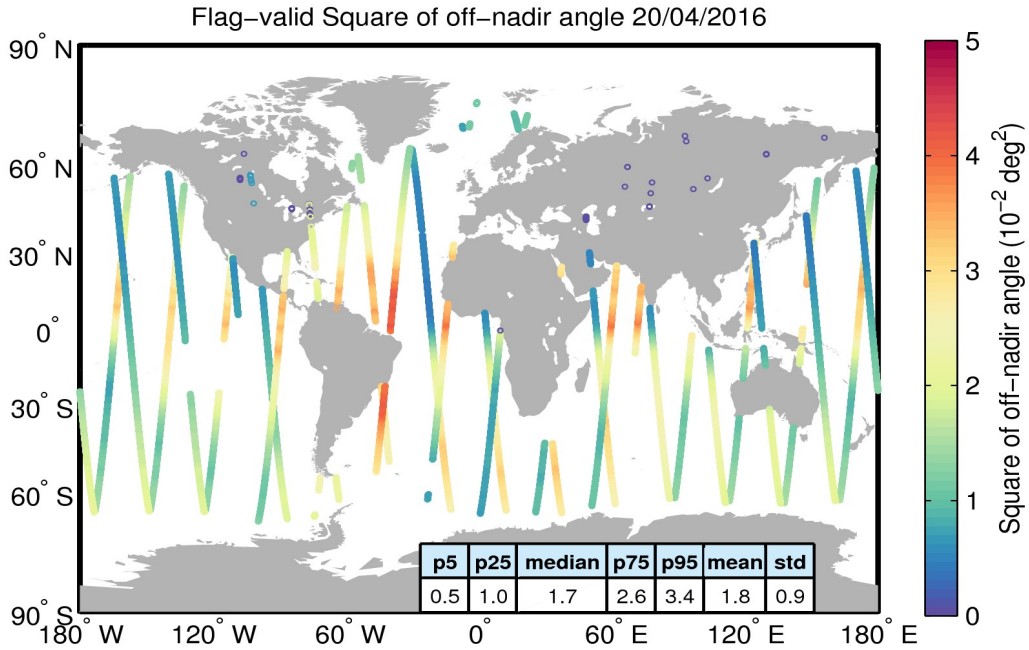 Flag−valid Square of off−nadir angle 20/04/2016
90° N
60° N
30° N
0°
30° S
60° S
90° S
180° W
120° W
60° W
0°
60° E
120° E
180° E
p5 p25 median p75 p95 mean std
0.5 1.0 1.7 2.6 3.4 1.8 0.9
5
4
3
2
1
0
Square of off−nadir angle (10⁻² deg²)